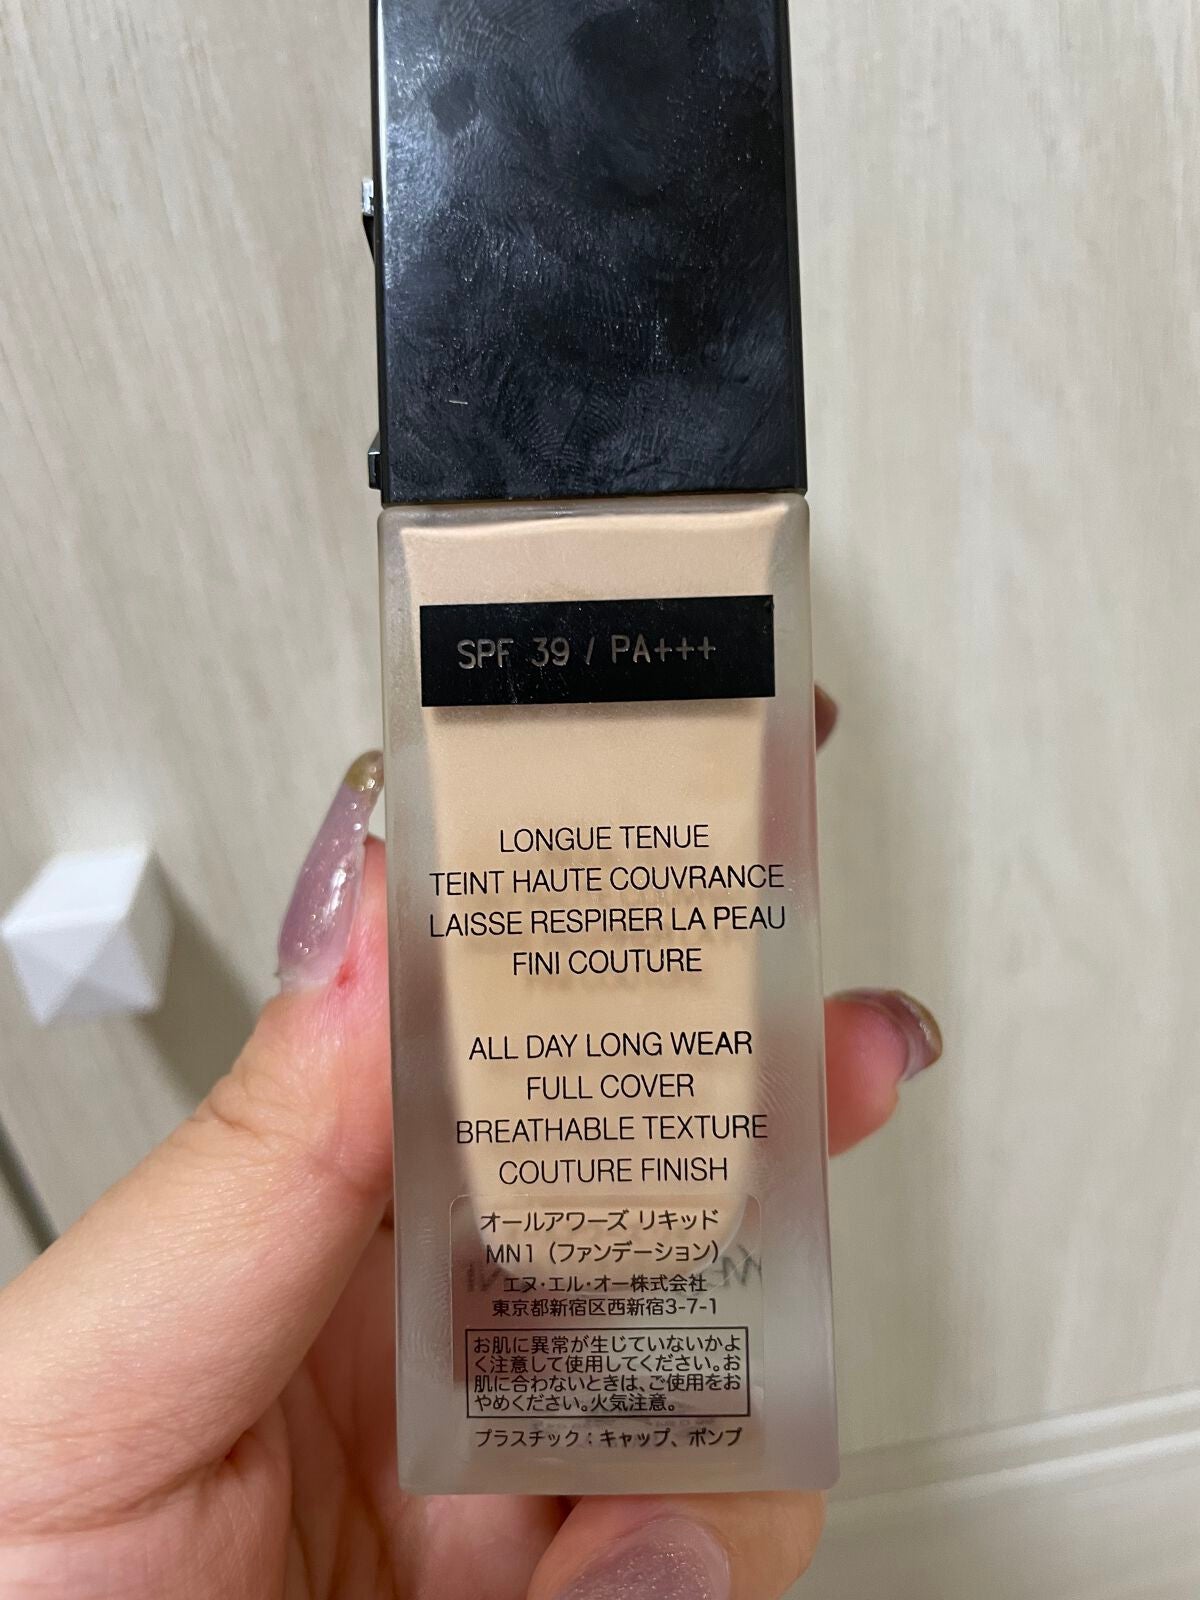 SPF 39 / PA+++
LONGUE TENUE
TEINT HAUTE COUVRANCE
LAISSE RESPIRER LA PEAU
FINI COUTURE
ALL DAY LONG WEAR
FULL COVER
BREATHABLE TEXTURE
COUTURE FINISH
オールアワーズ リキッド
MN1（ファンデーション）
エヌ・エル・オー株式会社
東京都新宿区西新宿3-7-1
お肌に異常が生じていないかよ
く注意して使用してください。お
肌に合わないときは、ご使用をお
やめください。火気注意。
プラスチック：キャップ、ポンプ